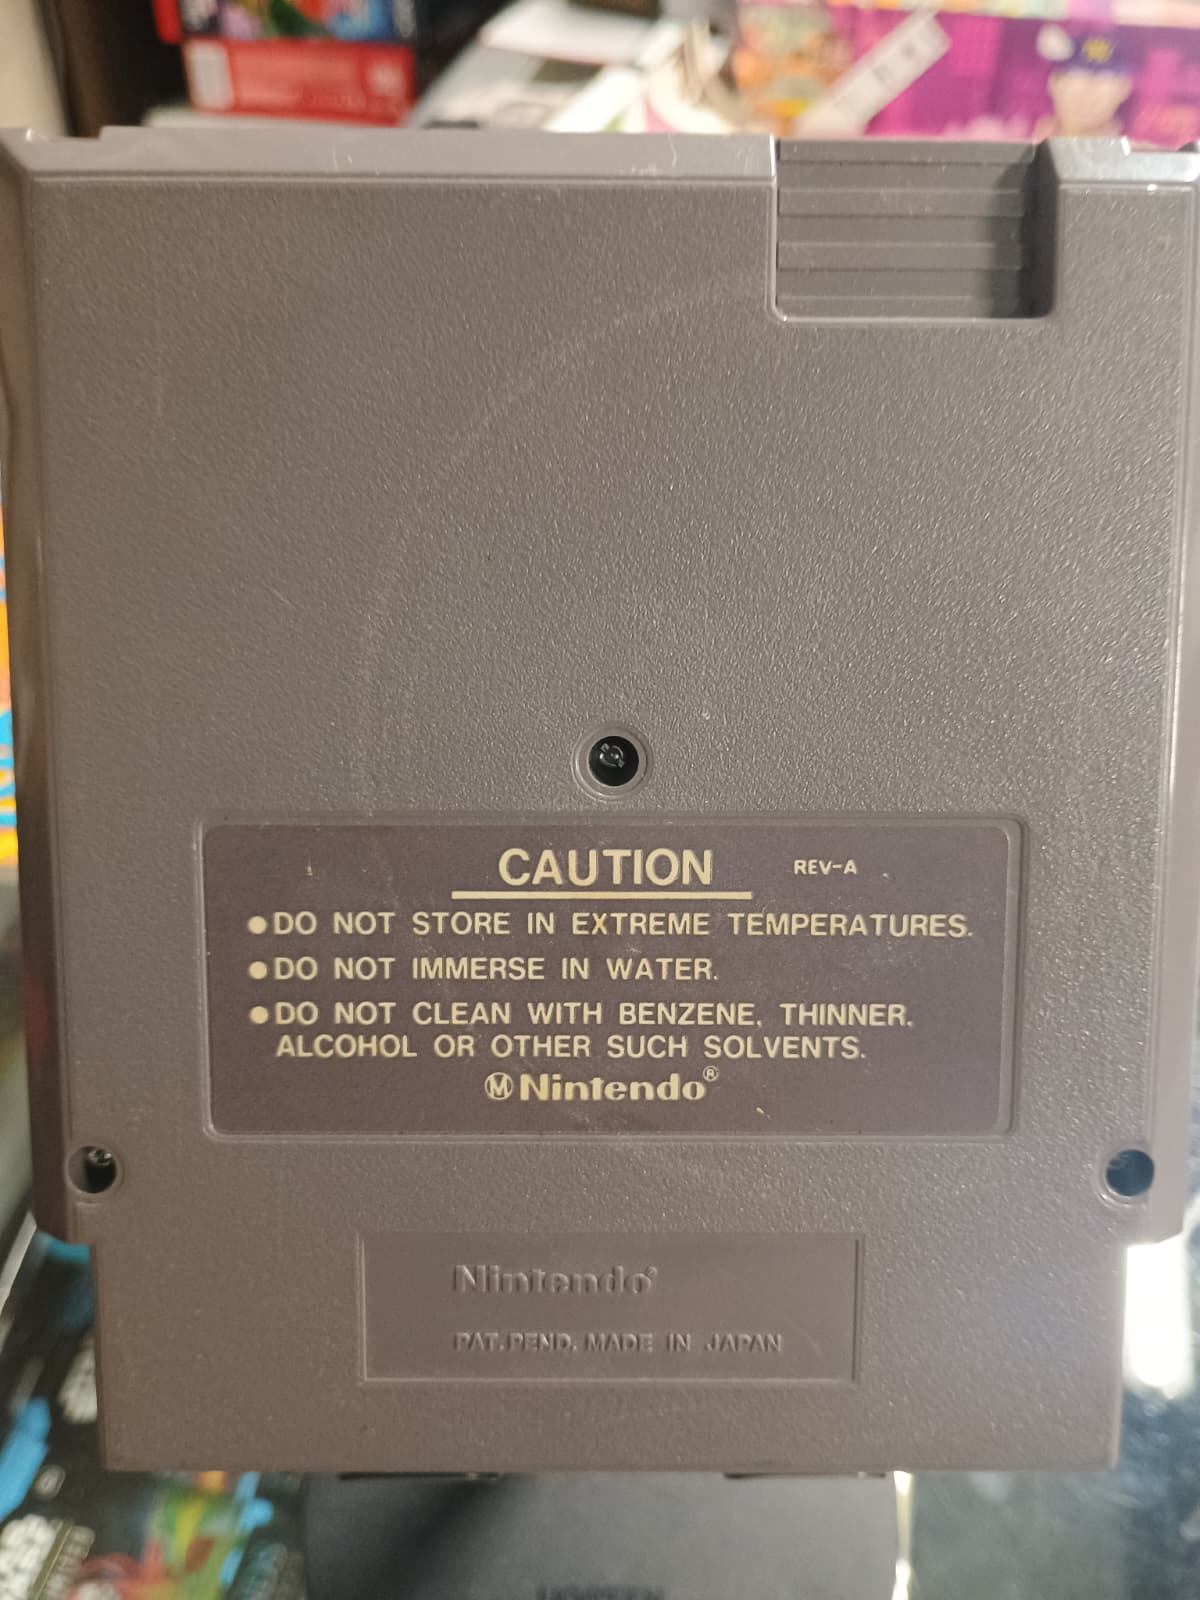 CAUTION REV-A
●DO NOT STORE IN EXTREME TEMPERATURES.
●DO NOT IMMERSE IN WATER.
●DO NOT CLEAN WITH BENZENE, THINNER,
ALCOHOL OR OTHER SUCH SOLVENTS.
Ⓜ Nintendo®
Nintendo®
PAT.PEND. MADE IN JAPAN